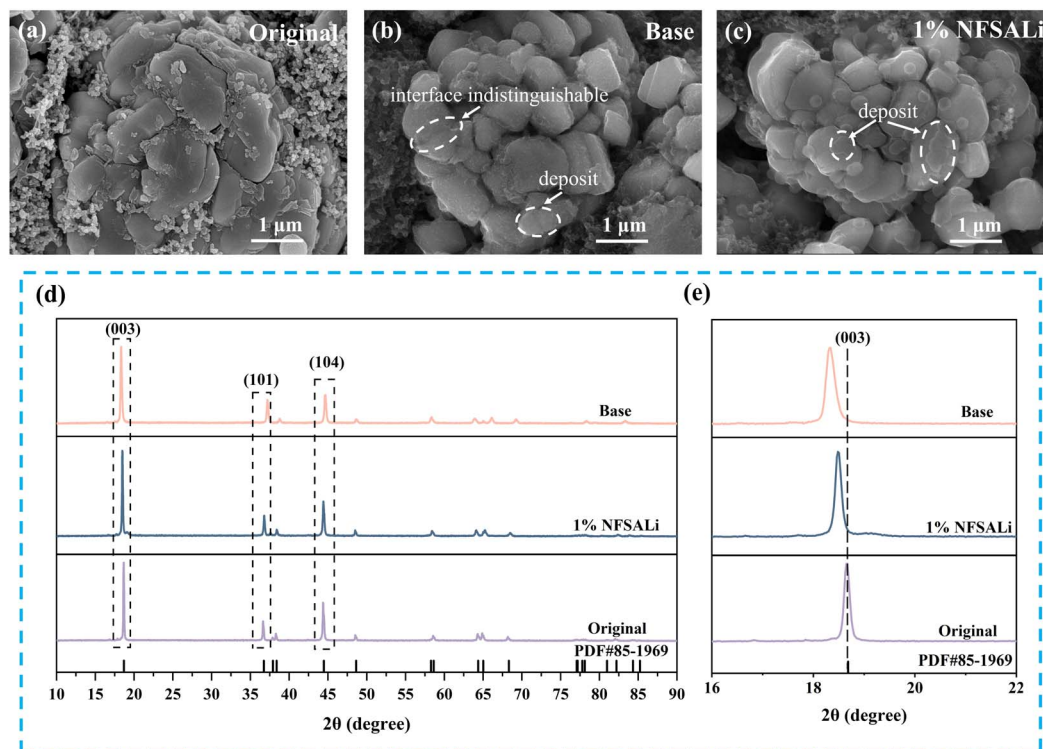 (a)
Original
1 μm
(b)
Base
interface indistinguishable
deposit
1 μm
(c)
1% NFSALi
deposit
1 μm
(d)
(003)
(101)
(104)
Base
1% NFSALi
Original
PDF#85-1969
10 15 20 25 30 35 40 45 50 55 60 65 70 75 80 85 90
2θ (degree)
(e)
(003)
Base
1% NFSALi
Original
PDF#85-1969
16 18 20 22
2θ (degree)